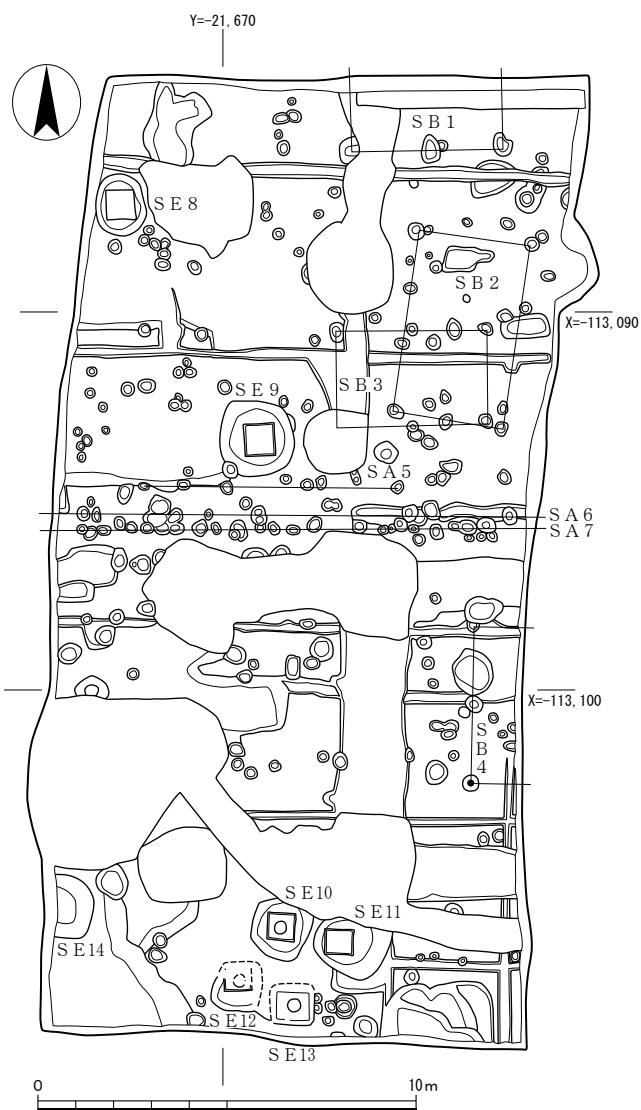 Y=-21,670
SB1
SE8
SB2
X=-113,090
SE9
SB3
SA5
SA6
SA7
X=-113,100
SB4
SE10
SE11
SE14
SE12
SE13
0
10m